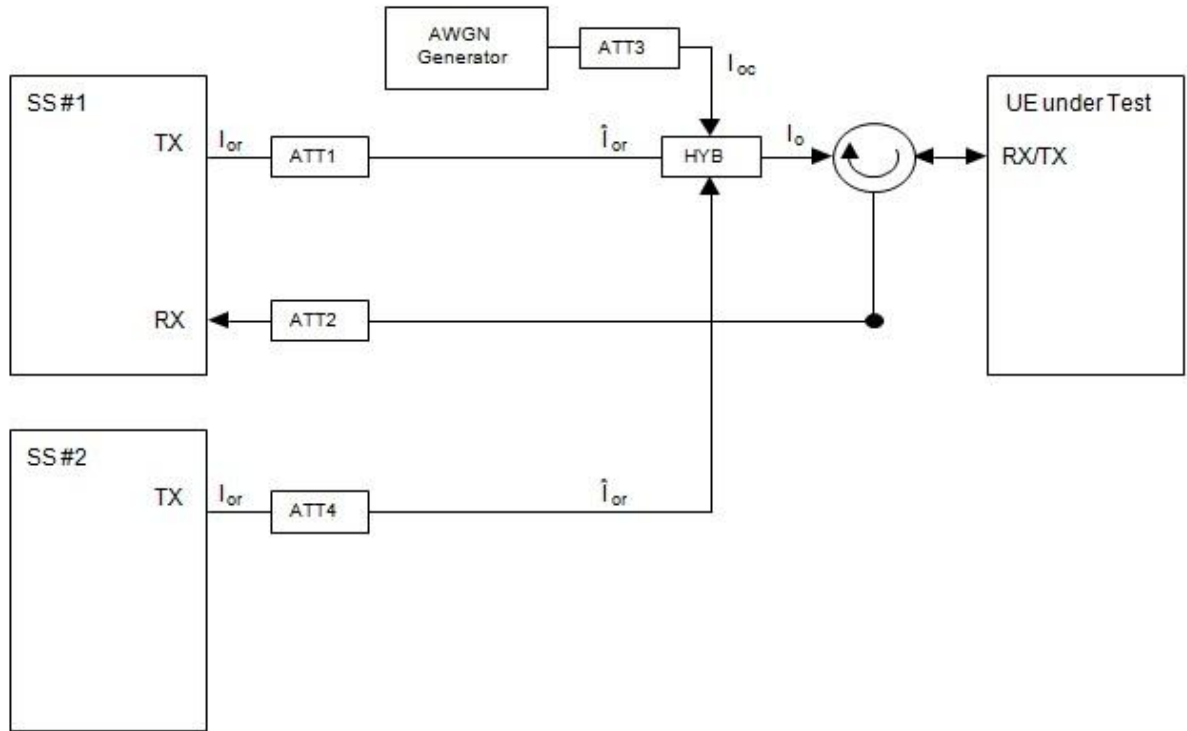 AWGN
Generator
ATT3
I oc
SS #1
TX
I or
ATT1
Î or
HYB
I o
UE under Test
RX/TX
RX
ATT2
SS #2
TX
I or
ATT4
Î or